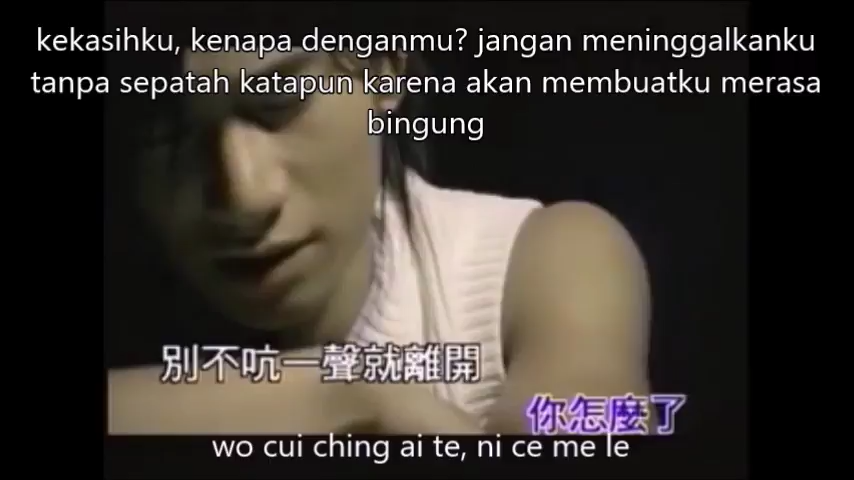 kekasihku, kenapa denganmu? jangan meninggalkanku
tanpa sepatah katapun karena akan membuatku merasa
bingung
別不吭一聲就離開
你怎麼了
wo cui ching ai te, ni ce me le